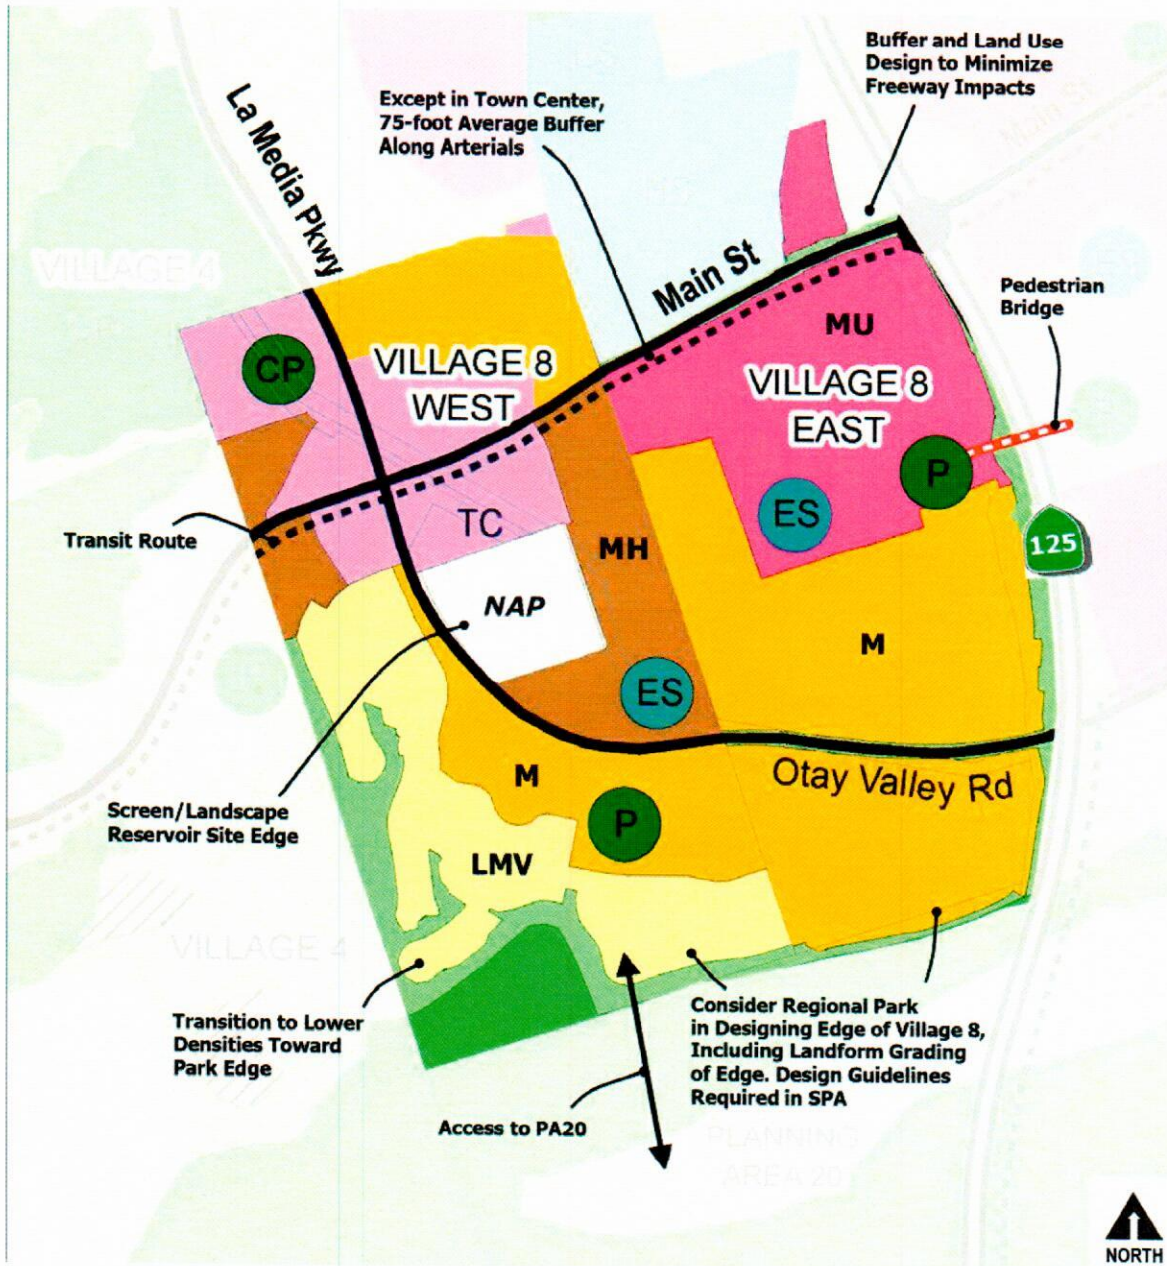 Buffer and Land Use
Design to Minimize
Freeway Impacts
Except in Town Center,
75-foot Average Buffer
Along Arterials
La Media Pkwy
Main St
VILLAGE 4
Pedestrian
Bridge
MU
CP
VILLAGE 8
WEST
VILLAGE 8
EAST
P
ES
TC
Transit Route
MH
125
NAP
M
ES
Otay Valley Rd
M
Screen/Landscape
Reservoir Site Edge
P
LMV
VILLAGE 4
Transition to Lower
Densities Toward
Park Edge
Consider Regional Park
in Designing Edge of Village 8,
Including Landform Grading
of Edge. Design Guidelines
Required in SPA
Access to PA20
PLANNING
AREA 20
NORTH